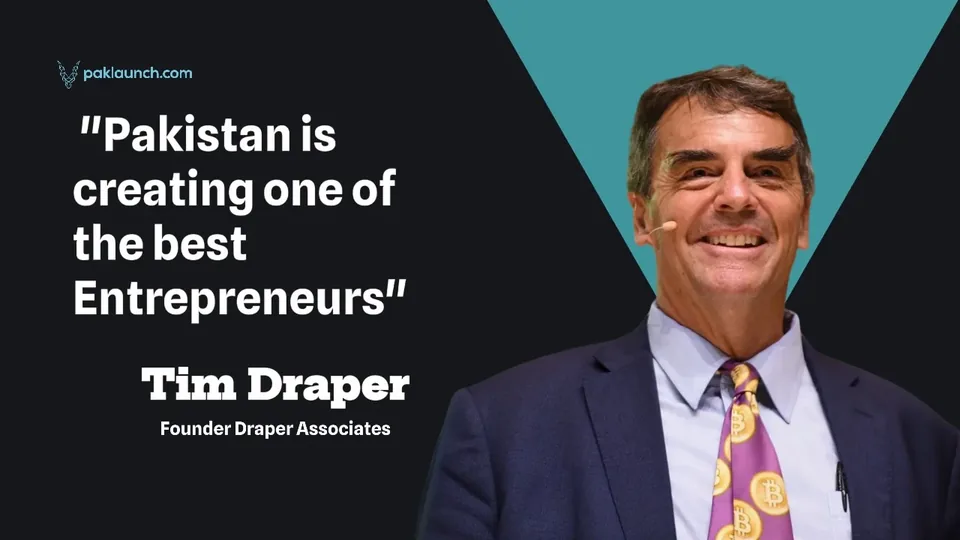 paklaunch.com
"Pakistan is
creating one of
the best
Entrepreneurs"
Tim Draper
Founder Draper Associates